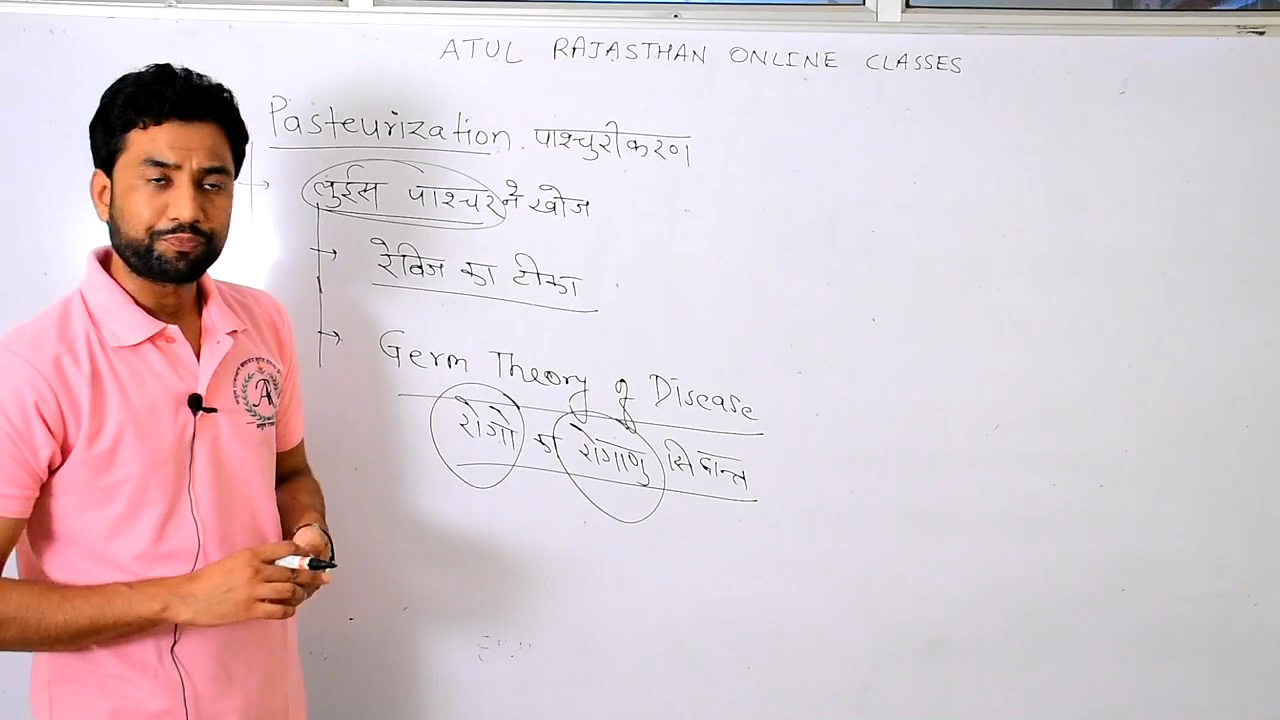 ATUL RAJASTHAN ONLINE CLASSES
Pasteurization. पाश्चुरीकरण
→ लुईस पाश्चर ने खोज
→ रेबिज का टीका
→ Germ Theory of Disease
रोगो का रोगाणु सिद्धान्त